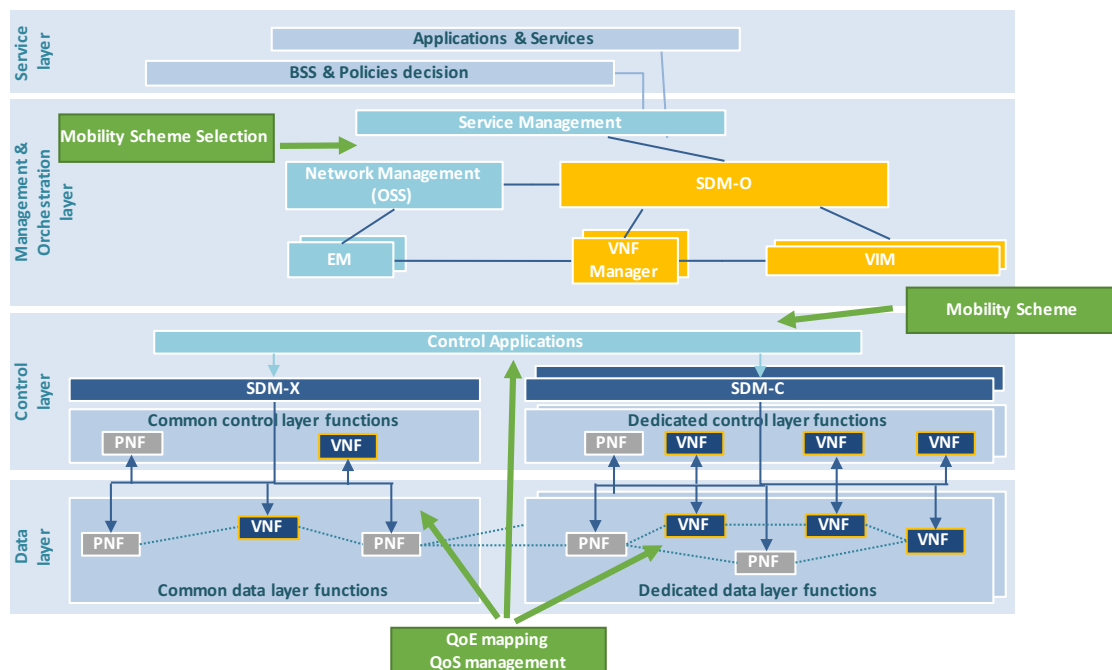 Service
layer
Applications & Services
BSS & Policies decision
Management &
Orchestration
layer
Mobility Scheme Selection
Service Management
Network Management
(OSS)
SDM-O
EM
VNF
Manager
VIM
Mobility Scheme
Control
layer
Control Applications
SDM-X
SDM-C
Common control layer functions
Dedicated control layer functions
PNF
VNF
PNF
VNF
VNF
VNF
Data
layer
PNF
VNF
PNF
PNF
VNF
PNF
VNF
VNF
Common data layer functions
Dedicated data layer functions
QoE mapping
QoS management